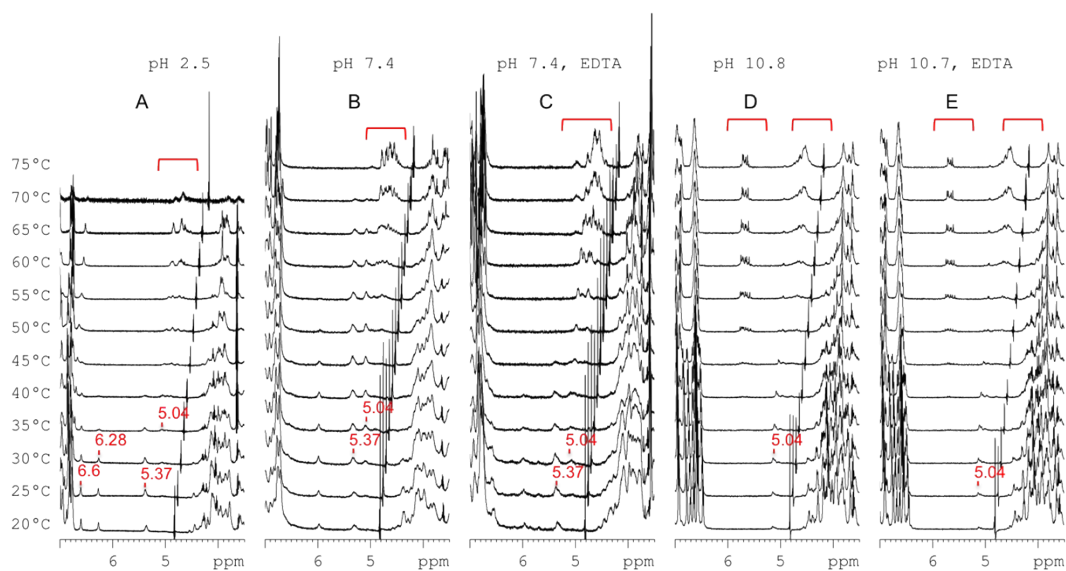 pH 2.5 pH 7.4 pH 7.4, EDTA pH 10.8 pH 10.7, EDTA
A B C D E
75°C
70°C
65°C
60°C
55°C
50°C
45°C
40°C
5.04 5.04
35°C
6.28 5.37 5.04 5.04
30°C
6.6 5.37 5.37 5.04
25°C
20°C
6 5 ppm 6 5 ppm 6 5 ppm 6 5 ppm 6 5 ppm